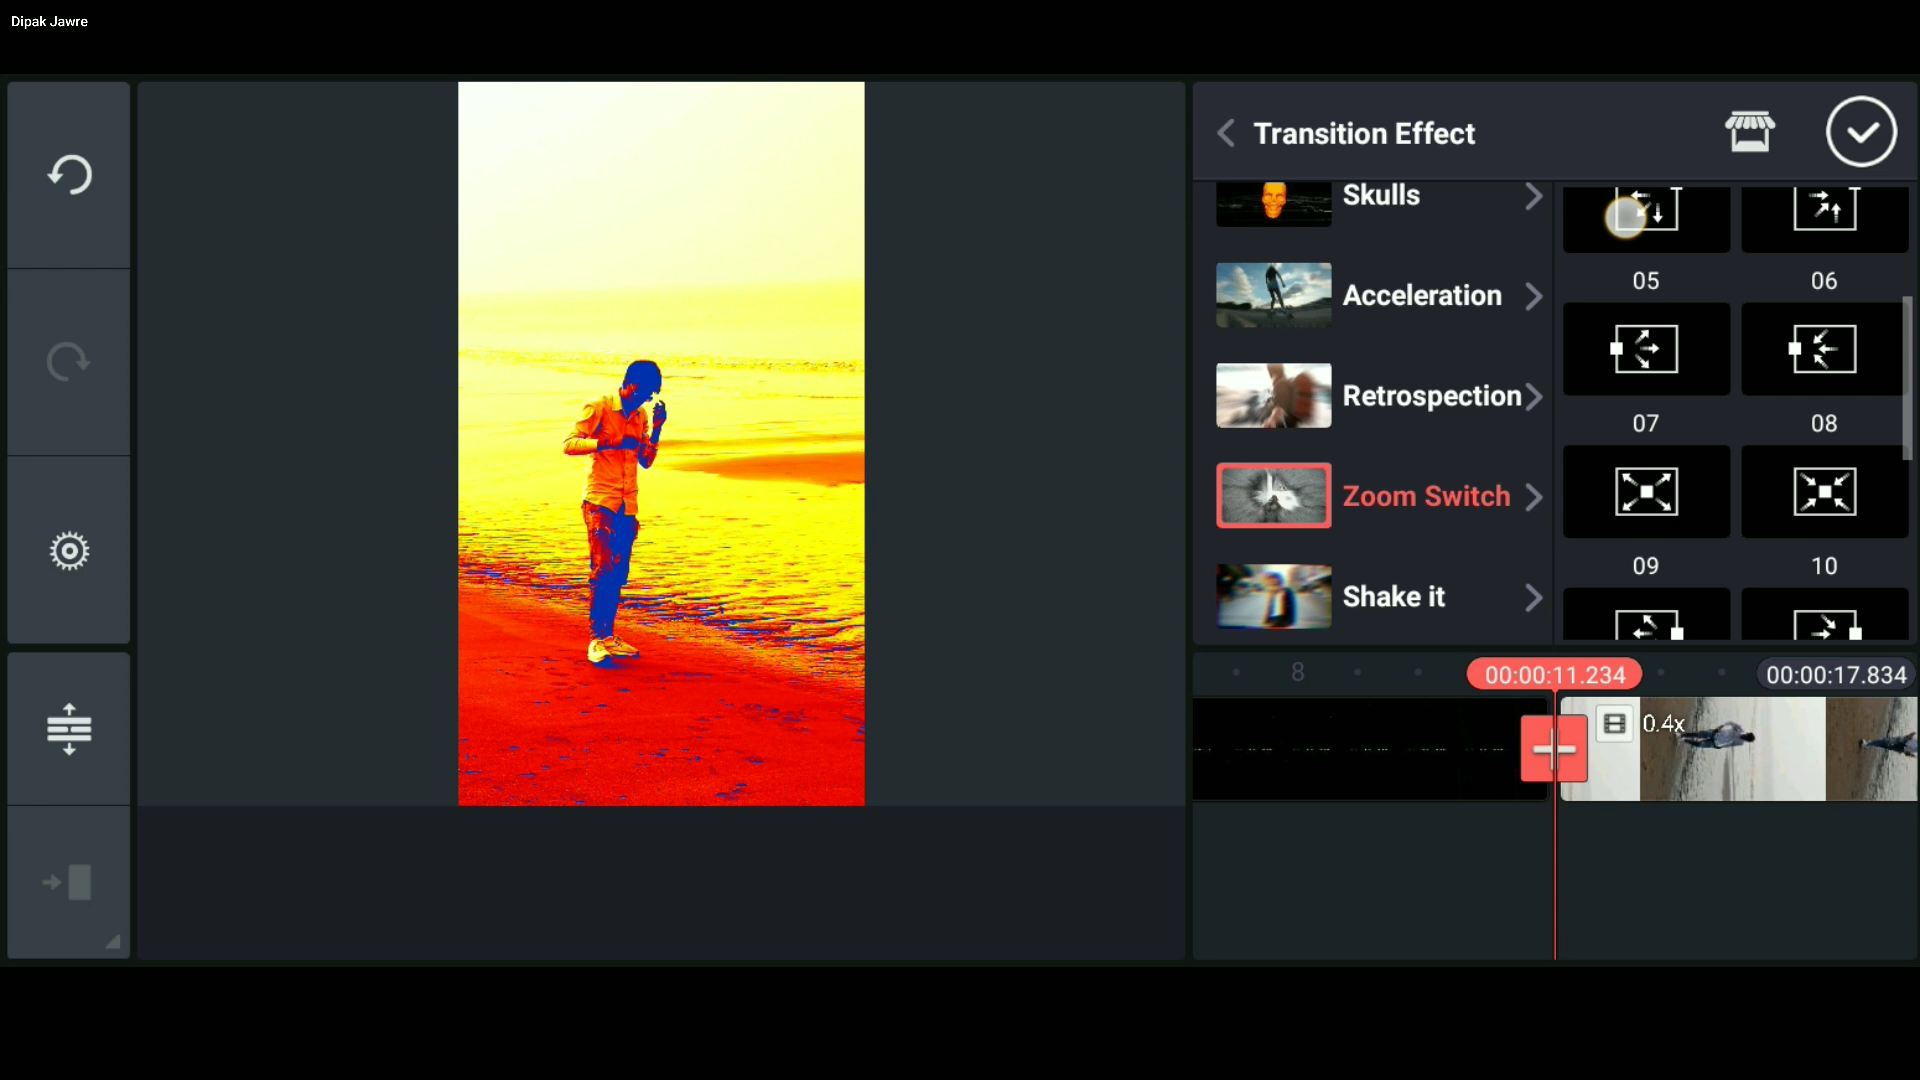 Dipak Jawre
Transition Effect
Skulls
Acceleration
Retrospection
Zoom Switch
Shake it
05
06
07
08
09
10
8
00:00:11.234
00:00:17.834
0.4x